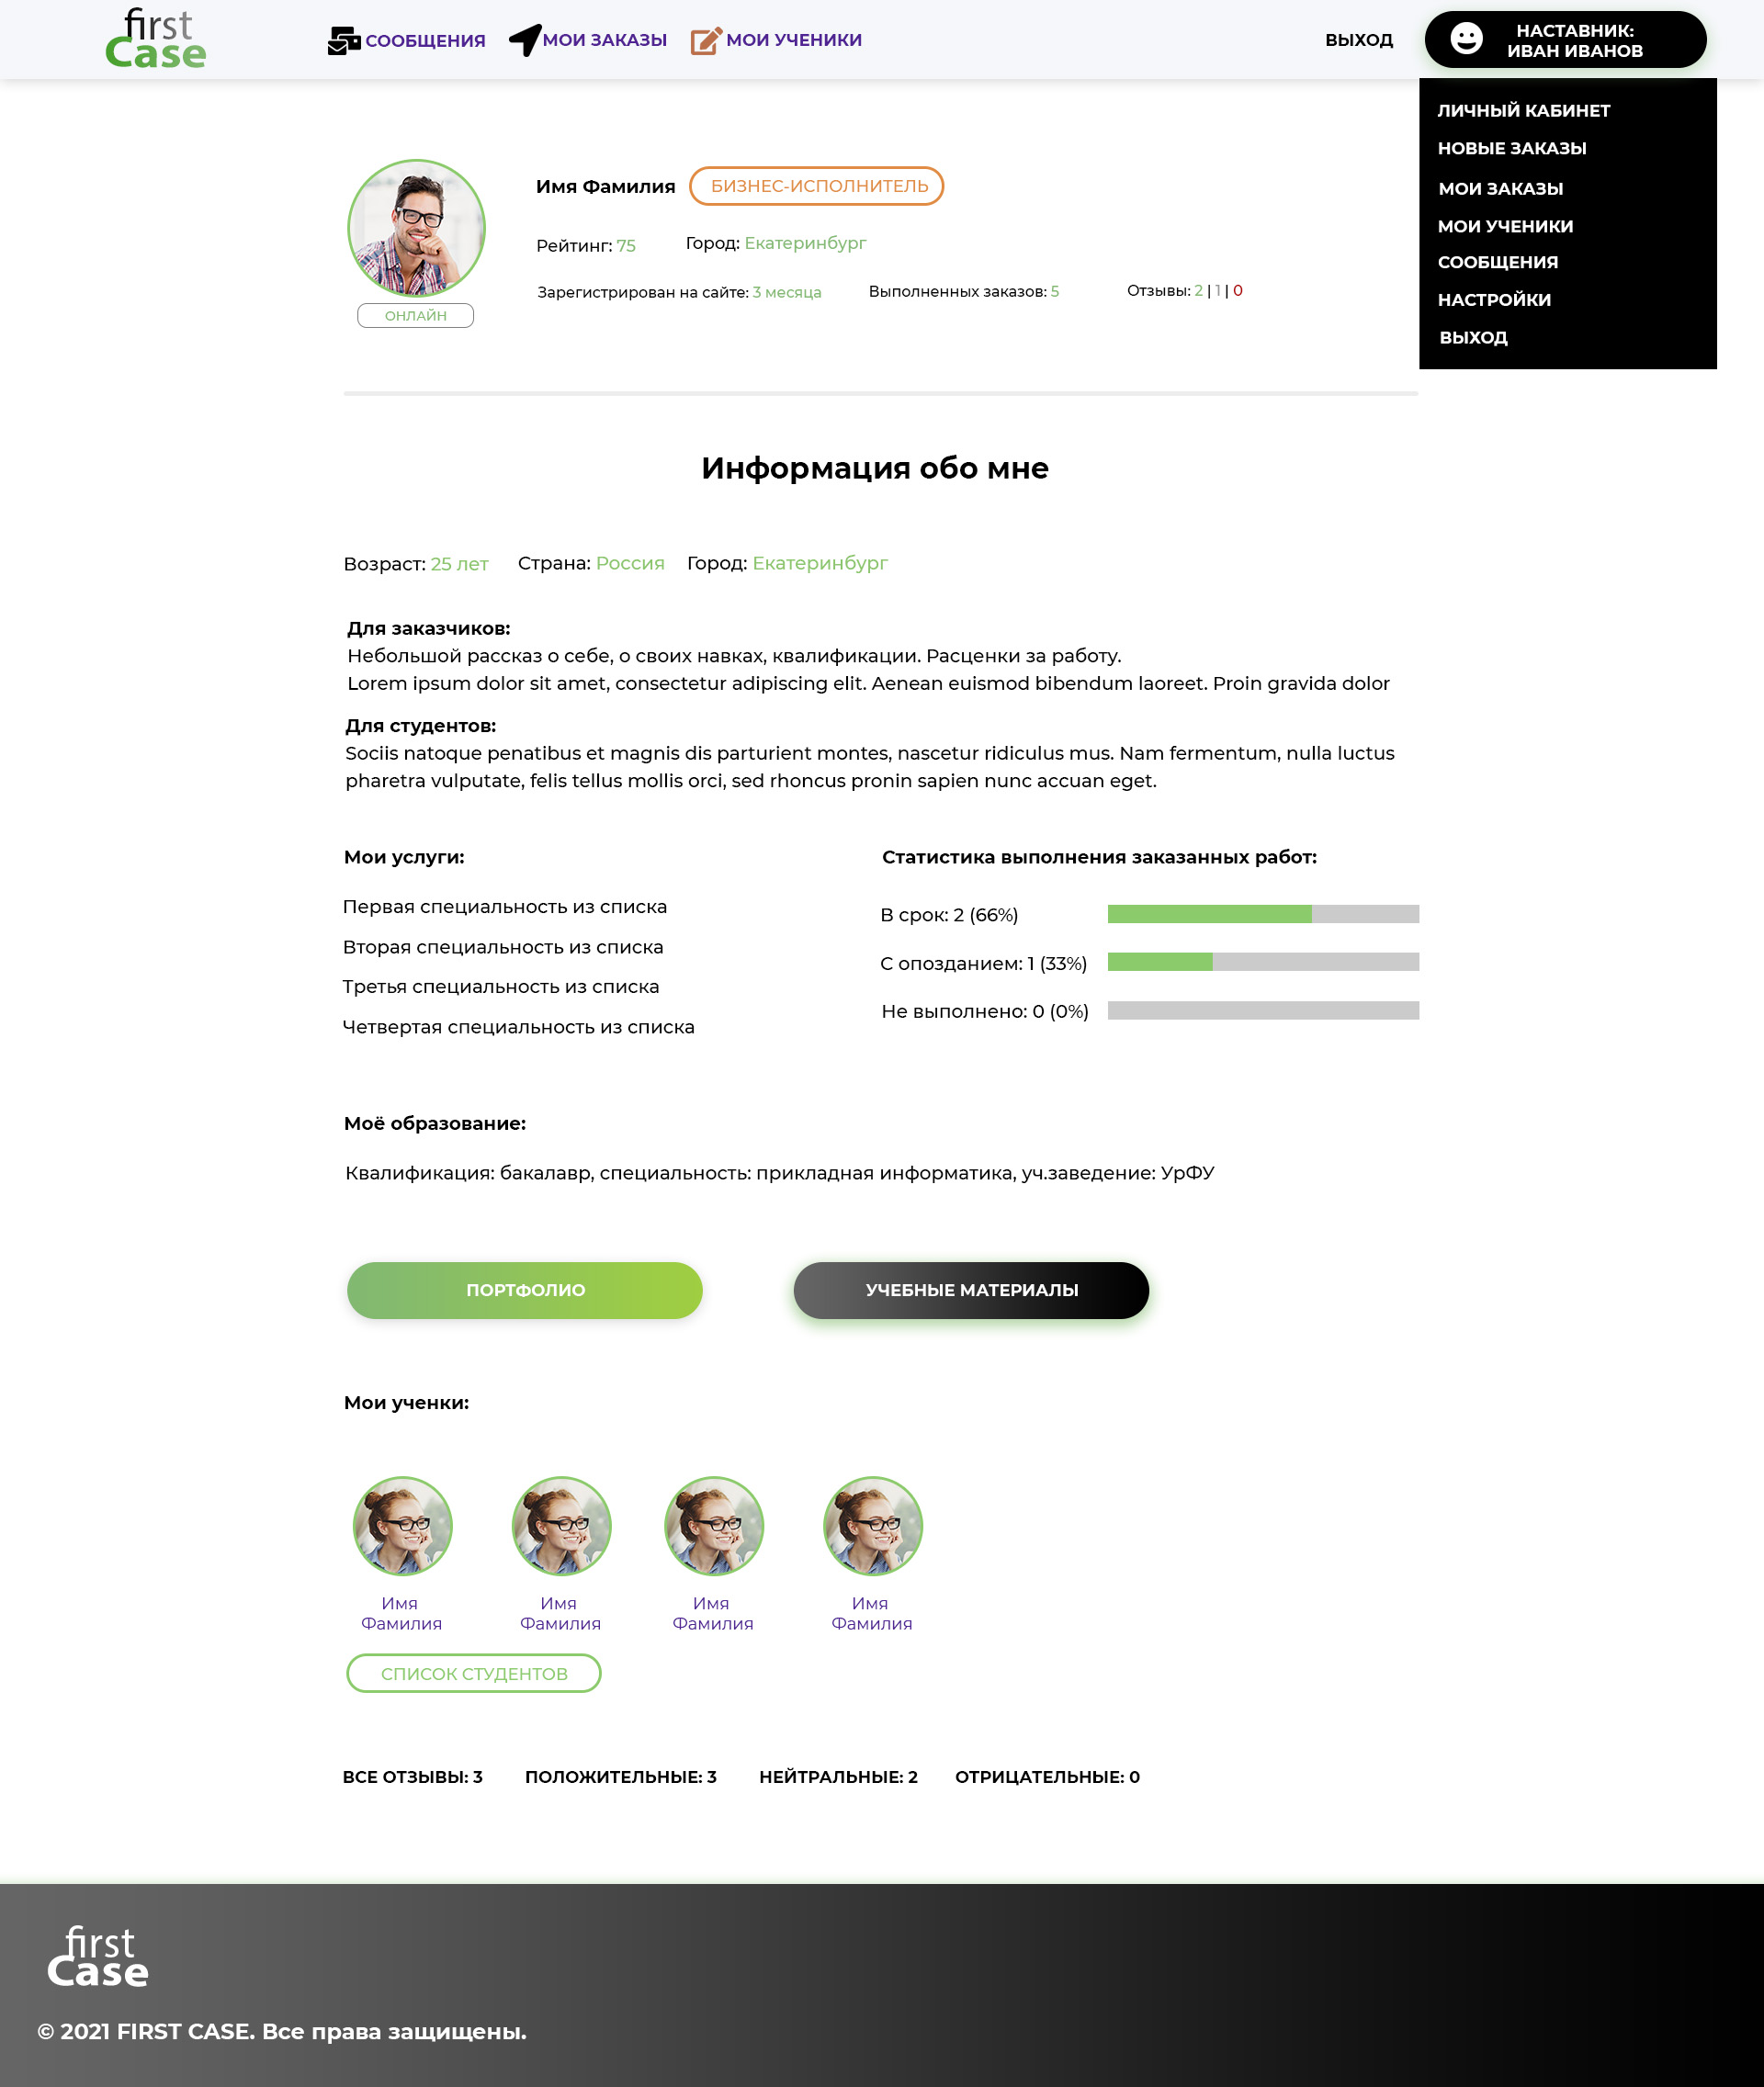 first
Case
СООБЩЕНИЯ
МОИ ЗАКАЗЫ
МОИ УЧЕНИКИ
ВЫХОД
НАСТАВНИК:
ИВАН ИВАНОВ
ЛИЧНЫЙ КАБИНЕТ
НОВЫЕ ЗАКАЗЫ
МОИ ЗАКАЗЫ
МОИ УЧЕНИКИ
СООБЩЕНИЯ
НАСТРОЙКИ
ВЫХОД
Имя Фамилия
БИЗНЕС-ИСПОЛНИТЕЛЬ
Рейтинг: 75
Город: Екатеринбург
Зарегистрирован на сайте: 3 месяца
Выполненных заказов: 5
Отзывы: 2 | 1 | 0
ОНЛАЙН
Информация обо мне
Возраст: 25 лет
Страна: Россия
Город: Екатеринбург
Для заказчиков:
Небольшой рассказ о себе, о своих навках, квалификации. Расценки за работу.
Lorem ipsum dolor sit amet, consectetur adipiscing elit. Aenean euismod bibendum laoreet. Proin gravida dolor
Для студентов:
Sociis natoque penatibus et magnis dis parturient montes, nascetur ridiculus mus. Nam fermentum, nulla luctus
pharetra vulputate, felis tellus mollis orci, sed rhoncus pronin sapien nunc accuan eget.
Мои услуги:
Первая специальность из списка
Вторая специальность из списка
Третья специальность из списка
Четвертая специальность из списка
Статистика выполнения заказанных работ:
В срок: 2 (66%)
С опозданием: 1 (33%)
Не выполнено: 0 (0%)
Моё образование:
Квалификация: бакалавр, специальность: прикладная информатика, уч.заведение: УрФУ
ПОРТФОЛИО
УЧЕБНЫЕ МАТЕРИАЛЫ
Мои ученки:
Имя
Фамилия
Имя
Фамилия
Имя
Фамилия
Имя
Фамилия
СПИСОК СТУДЕНТОВ
ВСЕ ОТЗЫВЫ: 3
ПОЛОЖИТЕЛЬНЫЕ: 3
НЕЙТРАЛЬНЫЕ: 2
ОТРИЦАТЕЛЬНЫЕ: 0
first
Case
© 2021 FIRST CASE. Все права защищены.